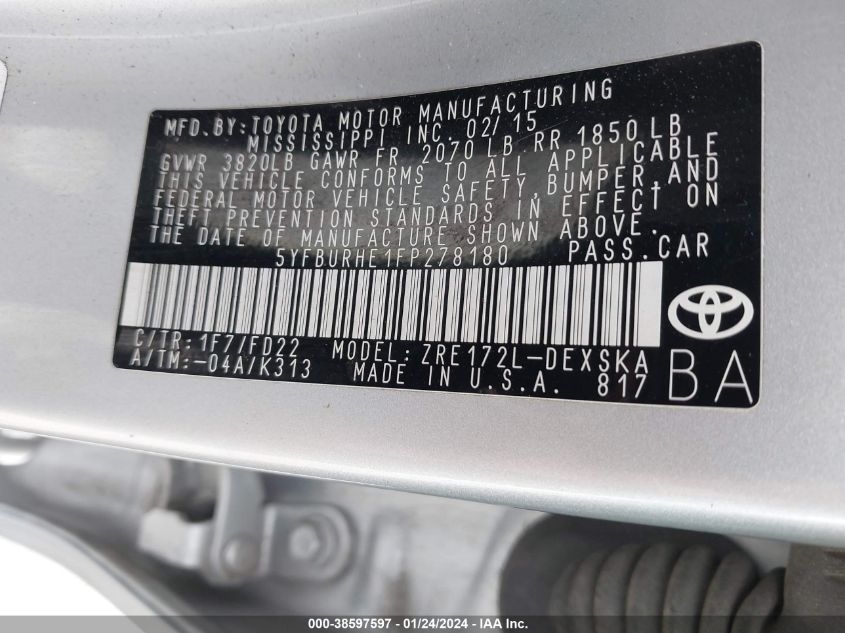 MFD. BY: TOYOTA MOTOR MANUFACTURING
MISSISSIPPI INC. 02/15
GVWR 3820LB GAWR FR 2070 LB RR 1850 LB
THIS VEHICLE CONFORMS TO ALL APPLICABLE
FEDERAL MOTOR VEHICLE SAFETY, BUMPER, AND
THEFT PREVENTION STANDARDS IN EFFECT ON
THE DATE OF MANUFACTURE SHOWN ABOVE.
5YFBURHE1FP278180 PASS. CAR
C/TR: 1F7/FD22 MODEL: ZRE172L-DEXSKA
A/TM: -04A/K313 MADE IN U.S.A. 817
BA
000-38597597 - 01/24/2024 - IAA Inc.